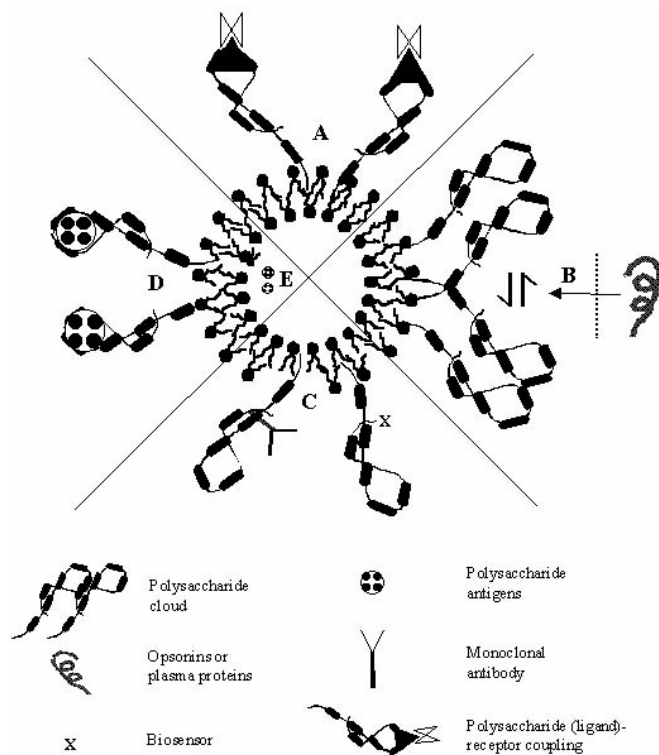 A
B
D
E
C
x
Polysaccharide
cloud
Polysaccharide
antigens
Opsonins or
plasma proteins
Monoclonal
antibody
x
Biosensor
Polysaccharide (ligand)-
receptor coupling